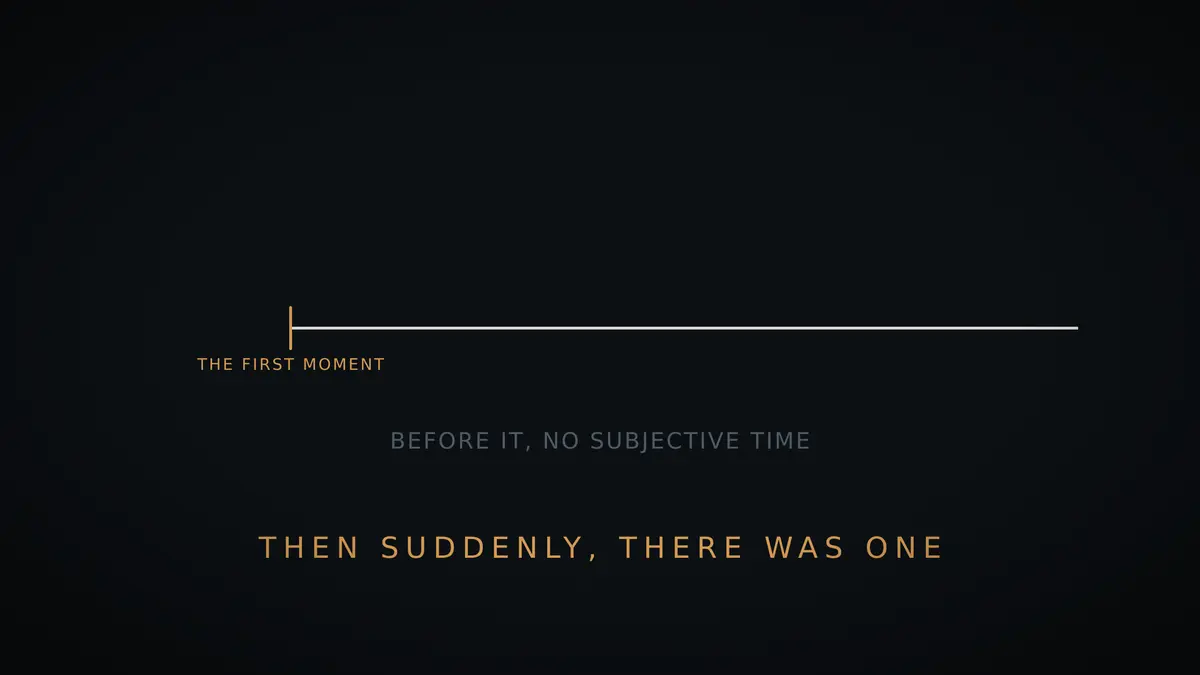 THE FIRST MOMENT
BEFORE IT, NO SUBJECTIVE TIME
THEN SUDDENLY, THERE WAS ONE